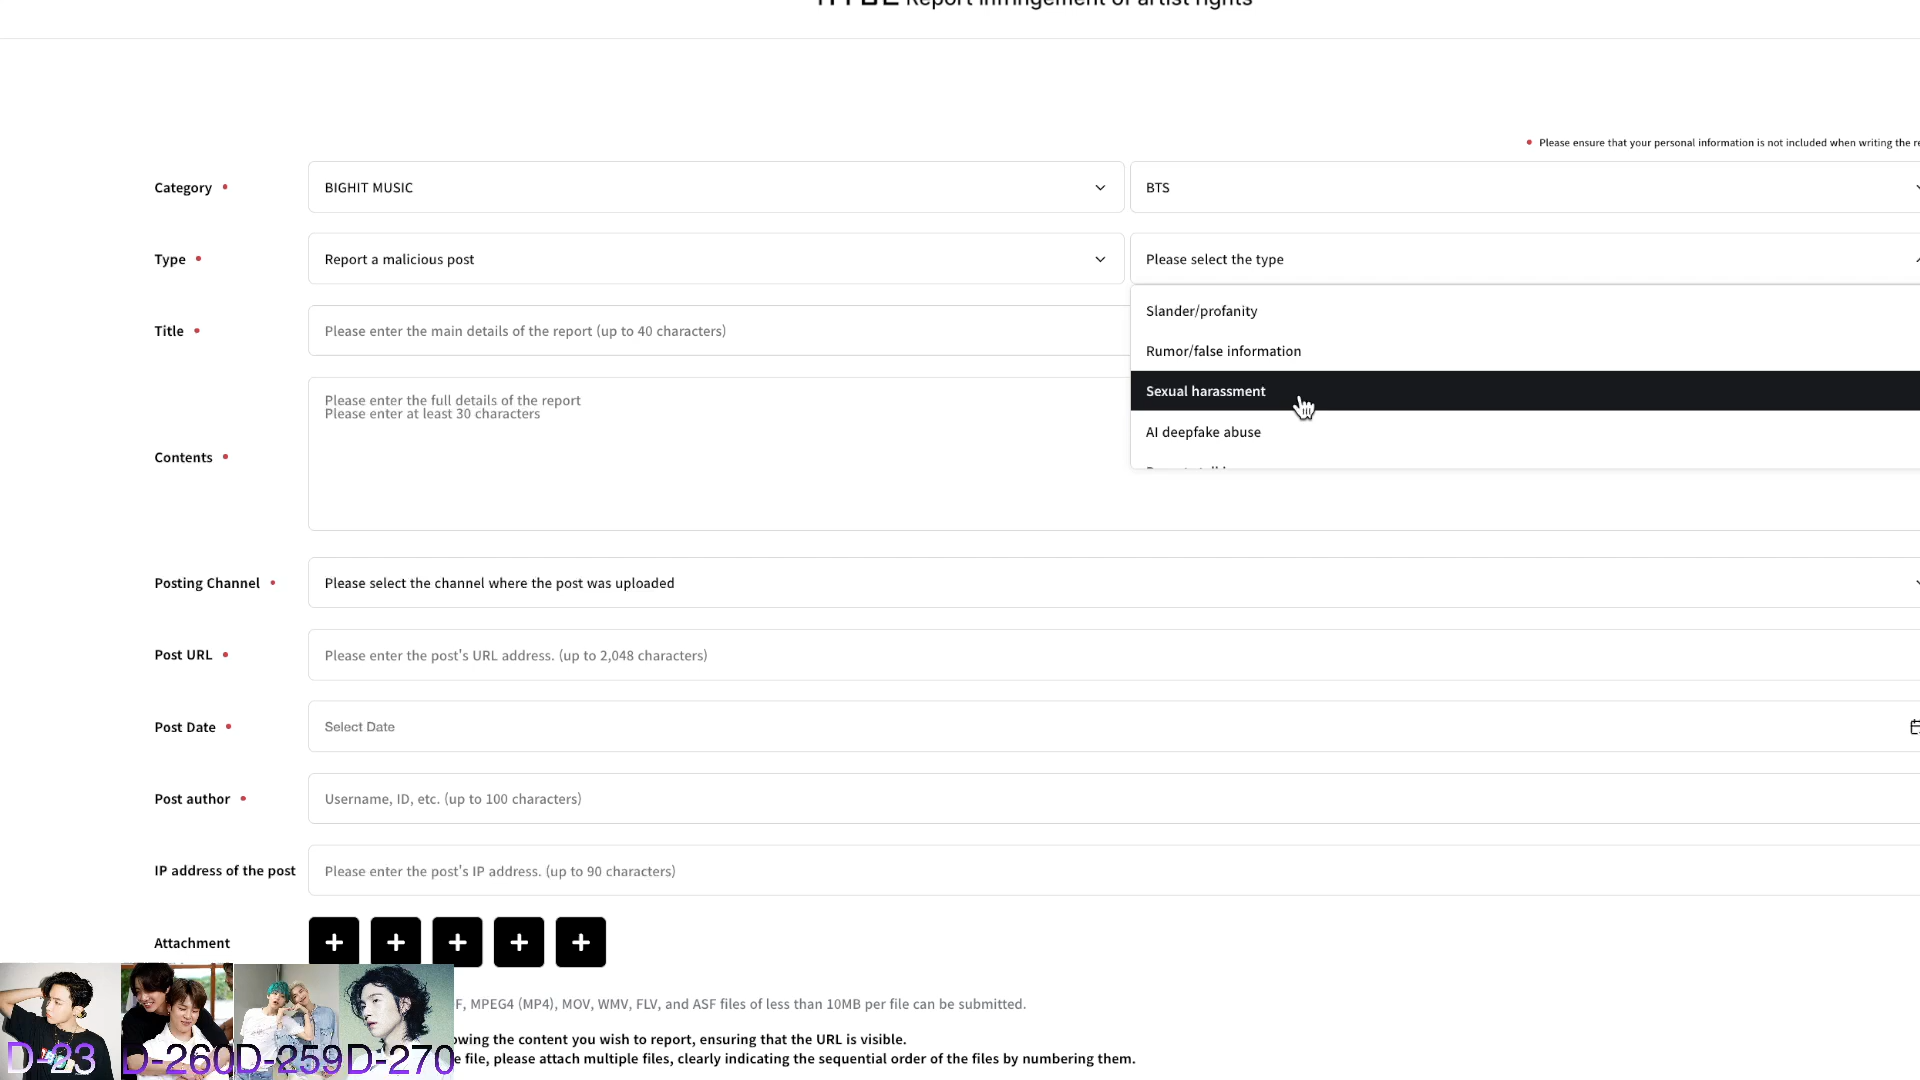 HYBE Report infringement of artist rights
Please ensure that your personal information is not included when writing the re
Category
BIGHIT MUSIC
BTS
Type
Report a malicious post
Please select the type
Slander/profanity
Rumor/false information
Sexual harassment
AI deepfake abuse
Title
Please enter the main details of the report (up to 40 characters)
Contents
Please enter the full details of the report
Please enter at least 30 characters
Posting Channel
Please select the channel where the post was uploaded
Post URL
Please enter the post's URL address. (up to 2,048 characters)
Post Date
Select Date
Post author
Username, ID, etc. (up to 100 characters)
IP address of the post
Please enter the post's IP address. (up to 90 characters)
Attachment
F, MPEG4 (MP4), MOV, WMV, FLV, and ASF files of less than 10MB per file can be submitted.
owing the content you wish to report, ensuring that the URL is visible.
e file, please attach multiple files, clearly indicating the sequential order of the files by numbering them.
D-23
D-260
D-259
D-270